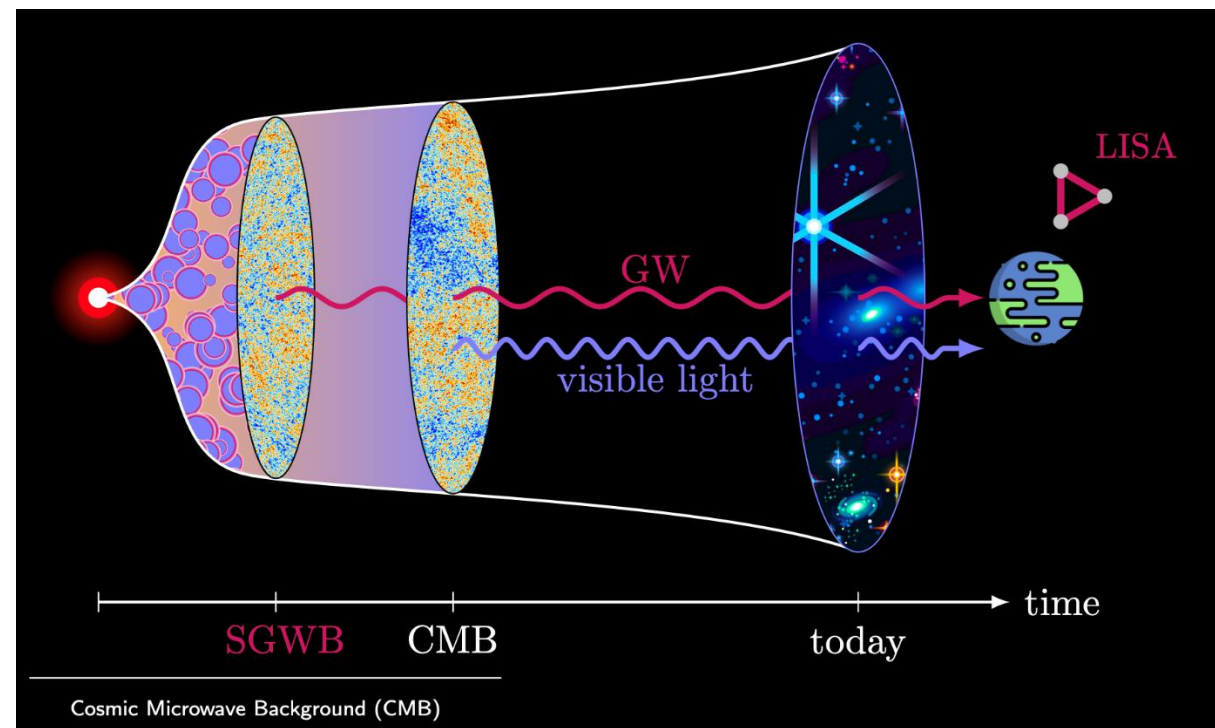 LISA
GW
visible light
time
SGWB CMB today
Cosmic Microwave Background (CMB)